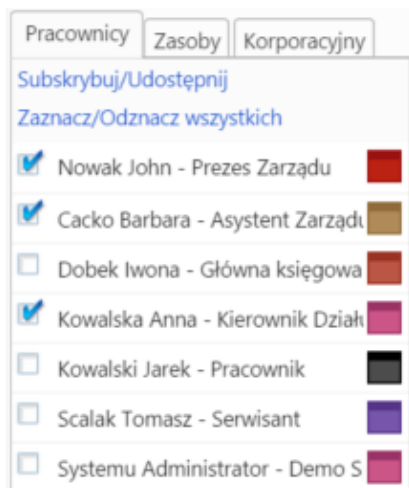 Pracownicy Zasoby Korporacyjny
Subskrybuj/Udostępnij
Zaznacz/Odznacz wszystkich
Nowak John - Prezes Zarządu
Cacko Barbara - Asystent Zarządu
Dobek Iwona - Główna księgowa
Kowalska Anna - Kierownik Dział
Kowalski Jarek - Pracownik
Scalak Tomasz - Serwisant
Systemu Administrator - Demo S